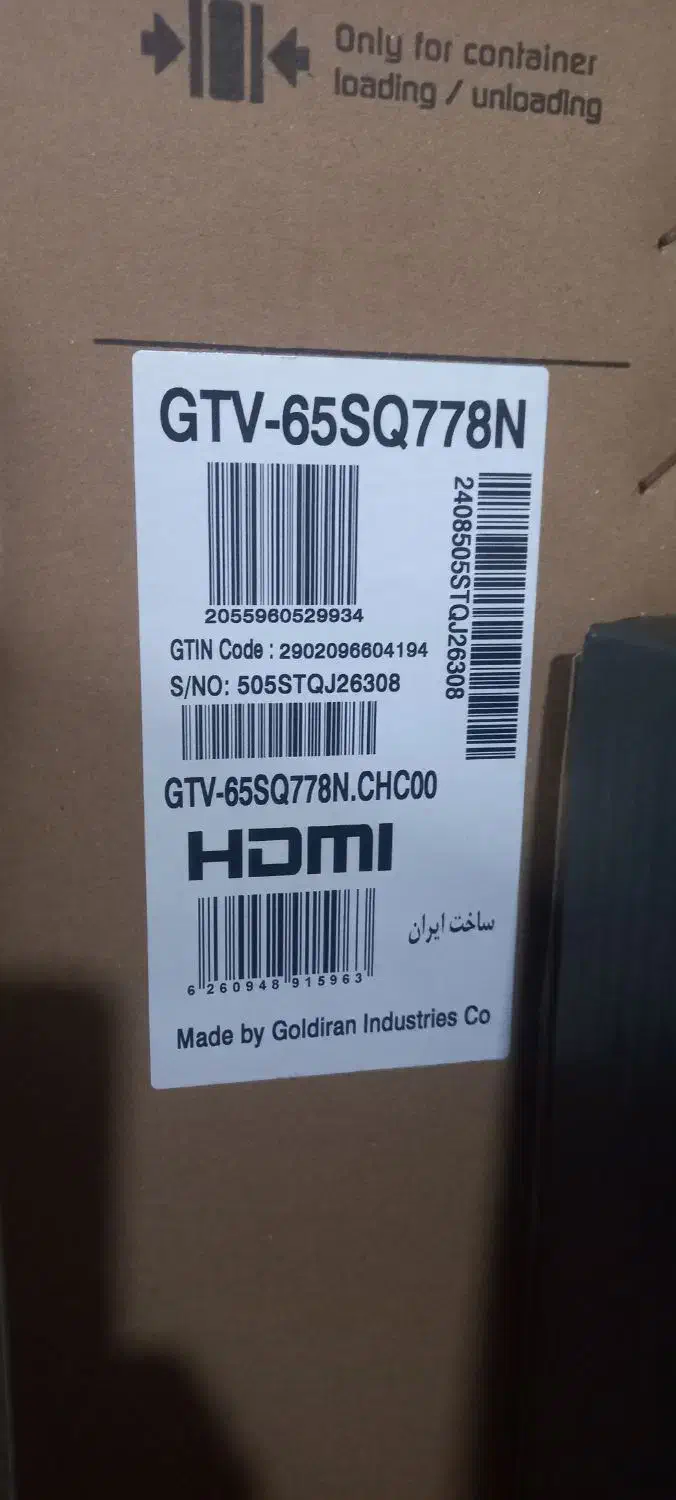 Only for container
loading / unloading
GTV-65SQ778N
2055960529934
2408505STQJ26308
GTIN Code : 2902096604194
S/NO: 505STQJ26308
GTV-65SQ778N.CHC00
HDMI
ساخت ایران
6 260948 915963
Made by Goldiran Industries Co